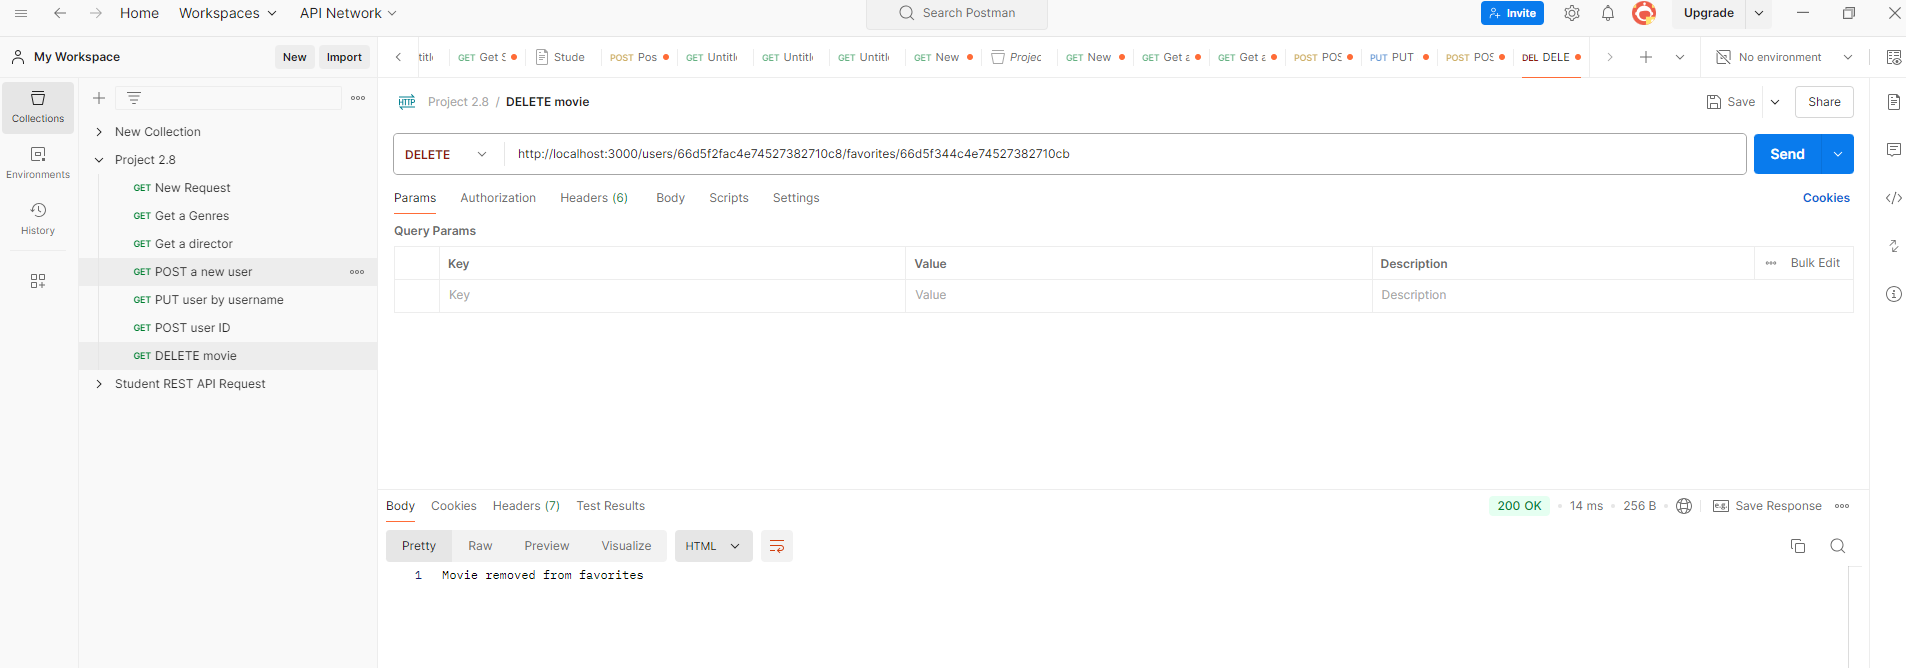 Home Workspaces API Network Search Postman Invite Upgrade
My Workspace New Import
GET Get S Stude POST Pos GET Untitl GET Untitl GET Untitl GET New Projec GET New GET Get a GET Get a POST POS PUT PUT POST POS DEL DELE No environment
Collections
Environments
History
New Collection
Project 2.8
GET New Request
GET Get a Genres
GET Get a director
GET POST a new user
GET PUT user by username
GET POST user ID
GET DELETE movie
Student REST API Request
HTTP Project 2.8 / DELETE movie Save Share
DELETE http://localhost:3000/users/66d5f2fac4e74527382710c8/favorites/66d5f344c4e74527382710cb Send
Params Authorization Headers (6) Body Scripts Settings Cookies
Query Params
Key Value Description Bulk Edit
Key Value Description
Body Cookies Headers (7) Test Results 200 OK 14 ms 256 B e.g. Save Response
Pretty Raw Preview Visualize HTML
1 Movie removed from favorites